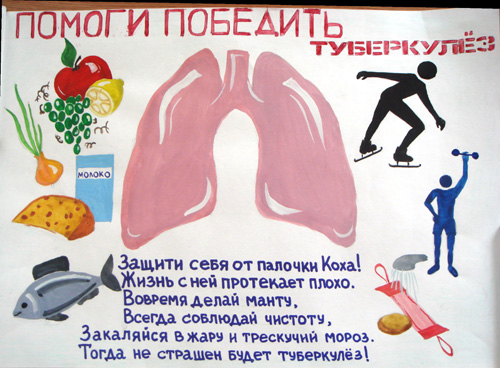 ПОМОГИ ПОБЕДИТЬ
ТУБЕРКУЛЁЗ
МОЛОКО
Защити себя от палочки Коха!
Жизнь с ней протекает плохо.
Вовремя делай манту,
Всегда соблюдай чистоту,
Закаляйся в жару и трескучий мороз.
Тогда не страшен будет туберкулёз!